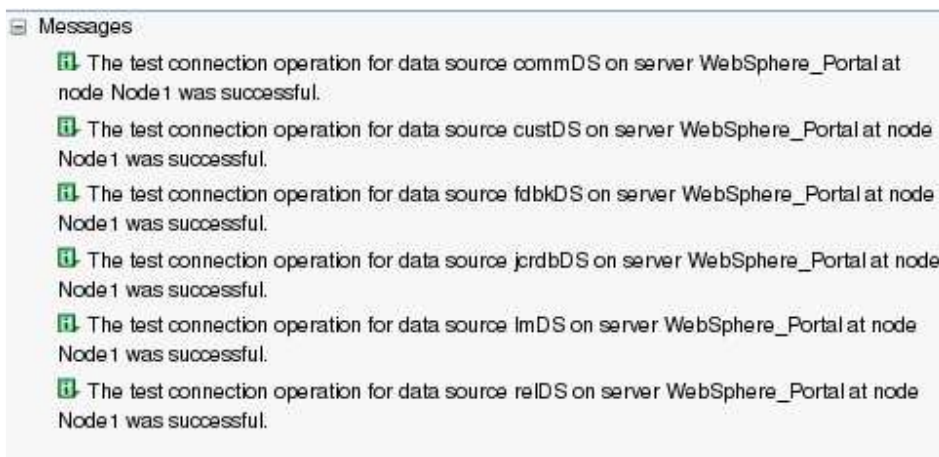 Messages
The test connection operation for data source commDS on server WebSphere_Portal at
node Node1 was successful.
The test connection operation for data source custDS on server WebSphere_Portal at node
Node1 was successful.
The test connection operation for data source fdbkDS on server WebSphere_Portal at node
Node1 was successful.
The test connection operation for data source jcrdbDS on server WebSphere_Portal at node
Node1 was successful.
The test connection operation for data source lmDS on server WebSphere_Portal at node
Node1 was successful.
The test connection operation for data source relDS on server WebSphere_Portal at node
Node1 was successful.